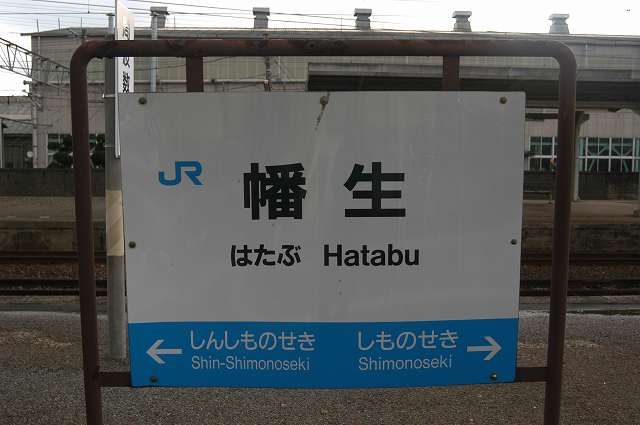 JR
幡生
はたぶ Hatabu
← しんしものせき しものせき →
Shin-Shimonoseki Shimonoseki